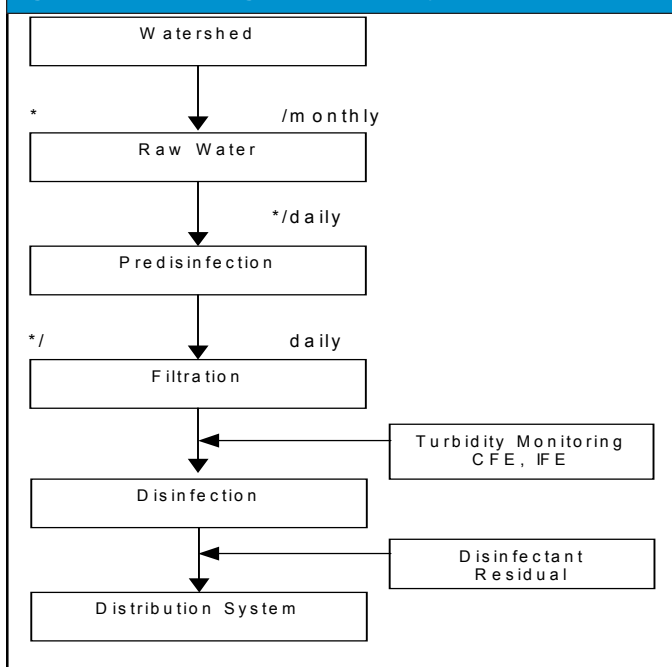 Watershed
* /monthly
Raw Water
*/daily
Predisinfection
*/ daily
Filtration
Turbidity Monitoring
CFE, IFE
Disinfection
Disinfectant
Residual
Distribution System